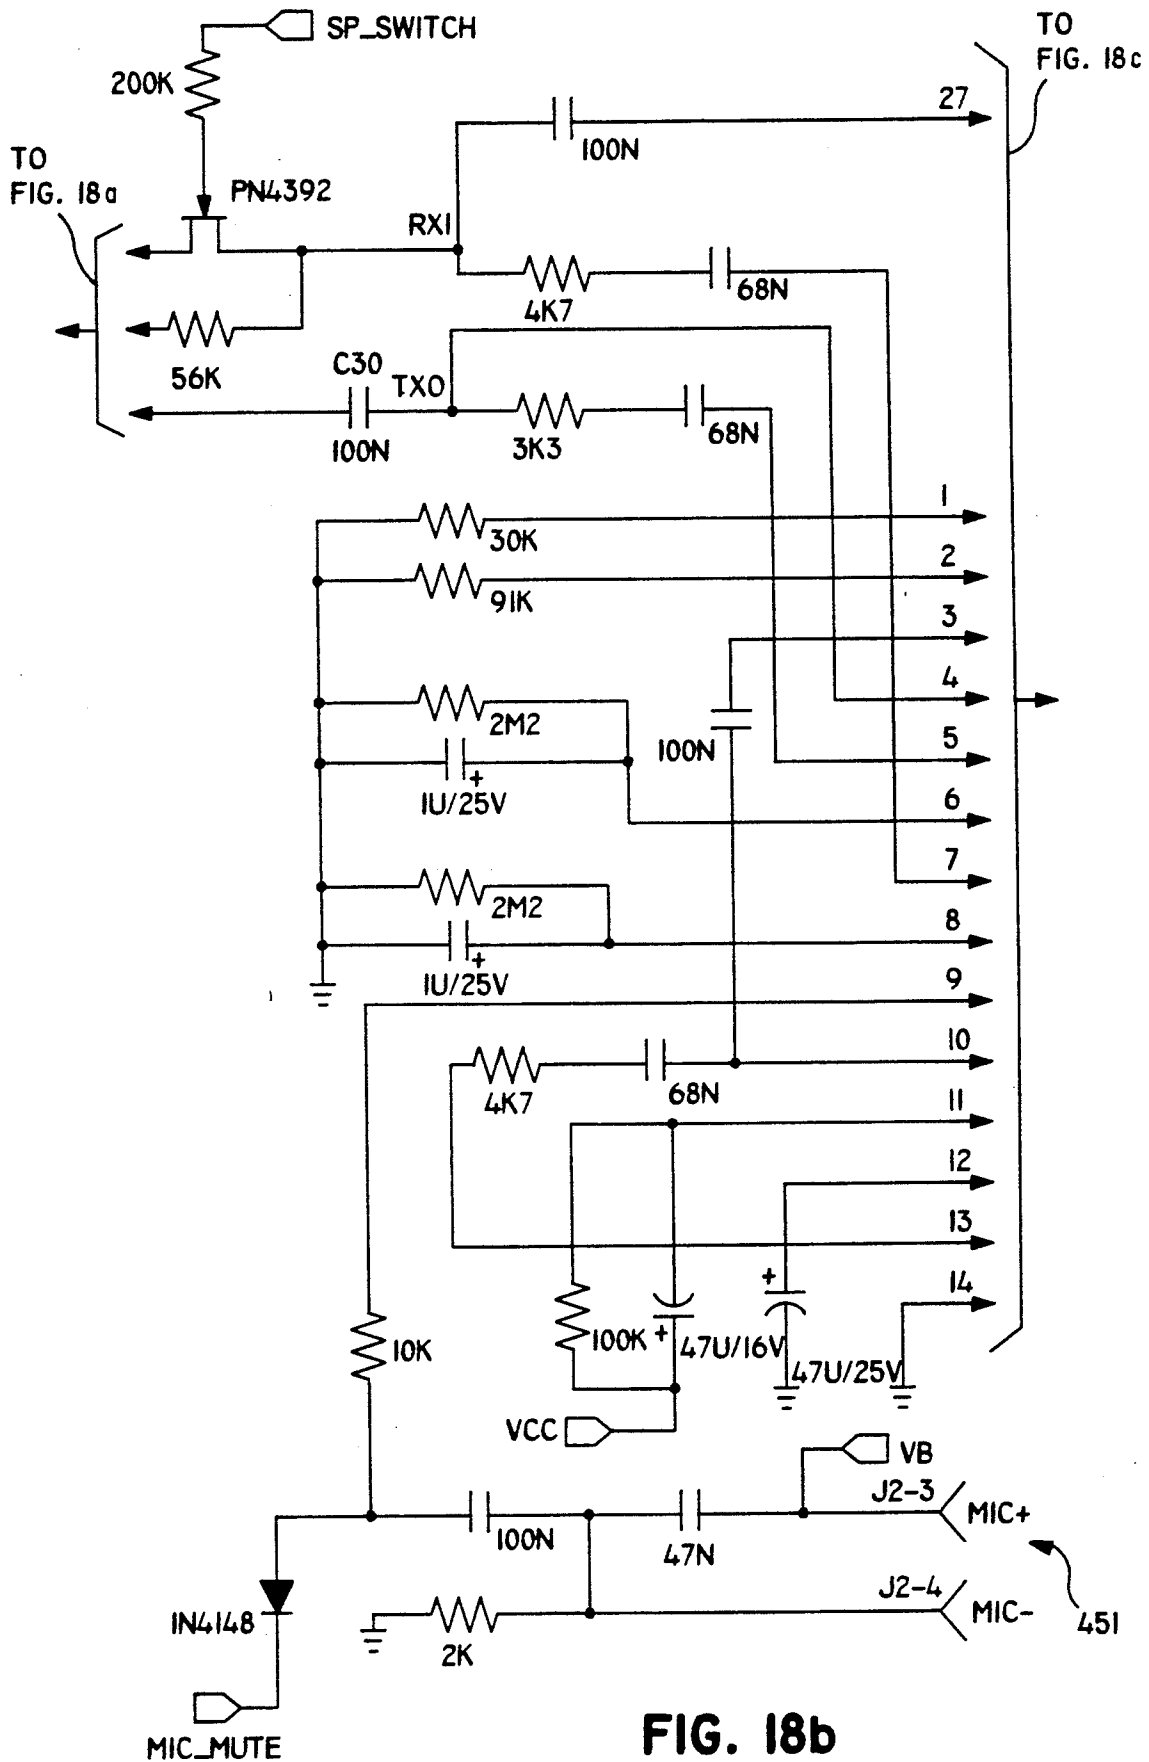 SP_SWITCH
TO
FIG. 18c
200K
27
100N
TO
FIG. 18a
PN4392
RX1
4K7
68N
56K
C30
TXO
100N
3K3
68N
1
30K
2
91K
3
4
2M2
100N
5
+
1U/25V
6
7
2M2
8
+
1U/25V
9
10
4K7
68N
11
12
13
+
14
10K
100K
+
47U/16V
47U/25V
VCC
VB
J2-3
MIC+
100N
47N
J2-4
MIC-
451
1N4148
2K
MIC_MUTE
FIG. 18b